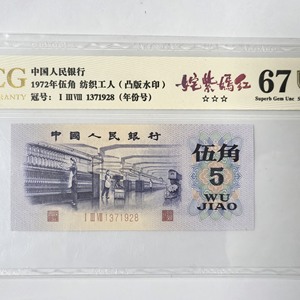 CG
中国人民银行
1972年伍角 纺织工人（凸版水印）
冠号： I III VIII 1371928 （年份号）
姹紫嫣红
☆☆☆
67
Superb Gem Unc
中国人民银行
伍角
5
WU
JIAO
I III VIII 1371928